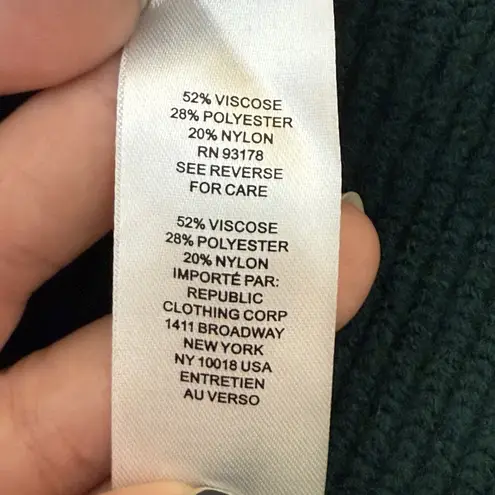 52% VISCOSE
28% POLYESTER
20% NYLON
RN 93178
SEE REVERSE
FOR CARE
52% VISCOSE
28% POLYESTER
20% NYLON
IMPORTÉ PAR:
REPUBLIC
CLOTHING CORP
1411 BROADWAY
NEW YORK
NY 10018 USA
ENTRETIEN
AU VERSO